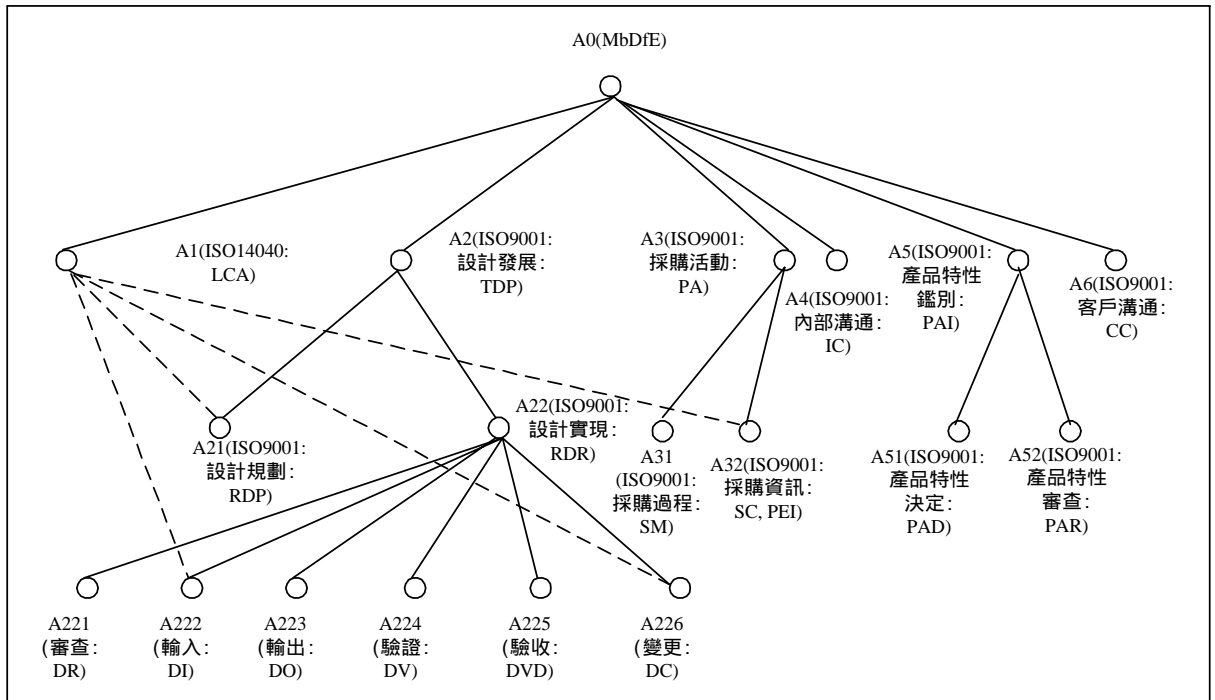 A0(MbDfE)
A1(ISO14040:
LCA)
A2(ISO9001:
設計發展:
TDP)
A3(ISO9001:
採購活動:
PA)
A4(ISO9001:
內部溝通:
IC)
A5(ISO9001:
產品特性
鑑別:
PAI)
A6(ISO9001:
客戶溝通:
CC)
A21(ISO9001:
設計規劃:
RDP)
A22(ISO9001:
設計實現:
RDR)
A31
(ISO9001:
採購過程:
SM)
A32(ISO9001:
採購資訊:
SC, PEI)
A51(ISO9001:
產品特性
決定:
PAD)
A52(ISO9001:
產品特性
審查:
PAR)
A221
(審查:
DR)
A222
(輸入:
DI)
A223
(輸出:
DO)
A224
(驗證:
DV)
A225
(驗收:
DVD)
A226
(變更:
DC)